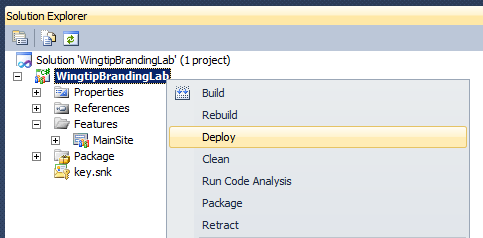 Solution Explorer
Solution 'WingtipBrandingLab' (1 project)
WingtipBrandingLab
Properties
References
Features
MainSite
Package
key.snk
Build
Rebuild
Deploy
Clean
Run Code Analysis
Package
Retract